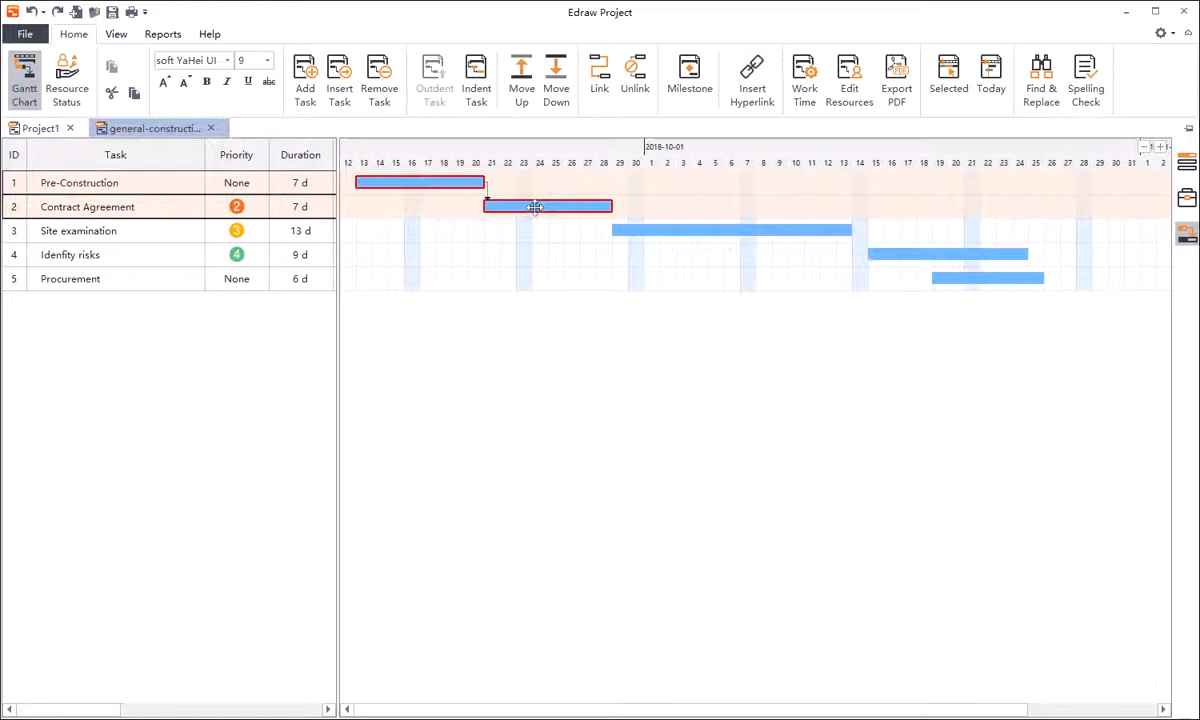 Edraw Project
File Home View Reports Help
soft YaHei UI 9
A A B I U abc
Gantt Chart
Resource Status
Add Task
Insert Task
Remove Task
Outdent Task
Indent Task
Move Up
Move Down
Link
Unlink
Milestone
Insert Hyperlink
Work Time
Edit Resources
Export PDF
Selected
Today
Find & Replace
Spelling Check
Project1 general-constructi...
ID Task Priority Duration
2018-10-01
12 13 14 15 16 17 18 19 20 21 22 23 24 25 26 27 28 29 30 1 2 3 4 5 6 7 8 9 10 11 12 13 14 15 16 17 18 19 20 21 22 23 24 25 26 27 28 29 30 31 1 2
1 Pre-Construction None 7 d
2 Contract Agreement 2 7 d
3 Site examination 3 13 d
4 Idenfity risks 4 9 d
5 Procurement None 6 d